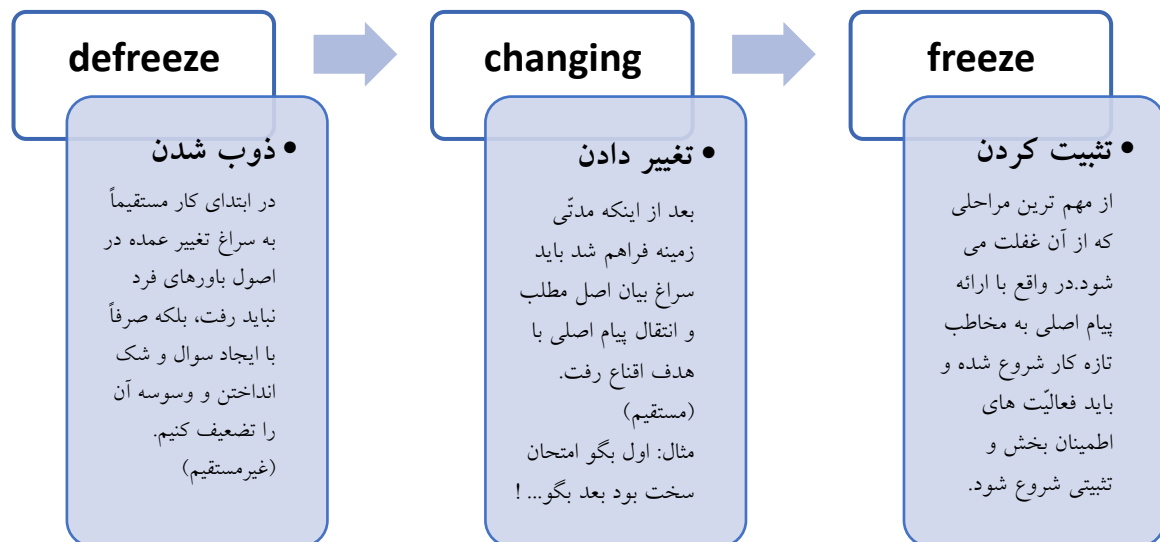 defreeze
• ذوب شدن
در ابتدای کار مستقیماً
به سراغ تغییر عمده در
اصول باورهای فرد
نباید رفت، بلکه صرفاً
با ایجاد سوال و شک
انداختن و وسوسه آن
را تضعیف کنیم.
(غیرمستقیم)
changing
• تغییر دادن
بعد از اینکه مدتّی
زمینه فراهم شد باید
سراغ بیان اصل مطلب
و انتقال پیام اصلی با
هدف اقناع رفت.
(مستقیم)
مثال: اول بگو امتحان
سخت بود بعد بگو... !
freeze
• تثبیت کردن
از مهم ترین مراحلی
که از آن غفلت می
شود.در واقع با ارائه
پیام اصلی به مخاطب
تازه کار شروع شده و
باید فعالیّت های
اطمینان بخش و
تثبیتی شروع شود.